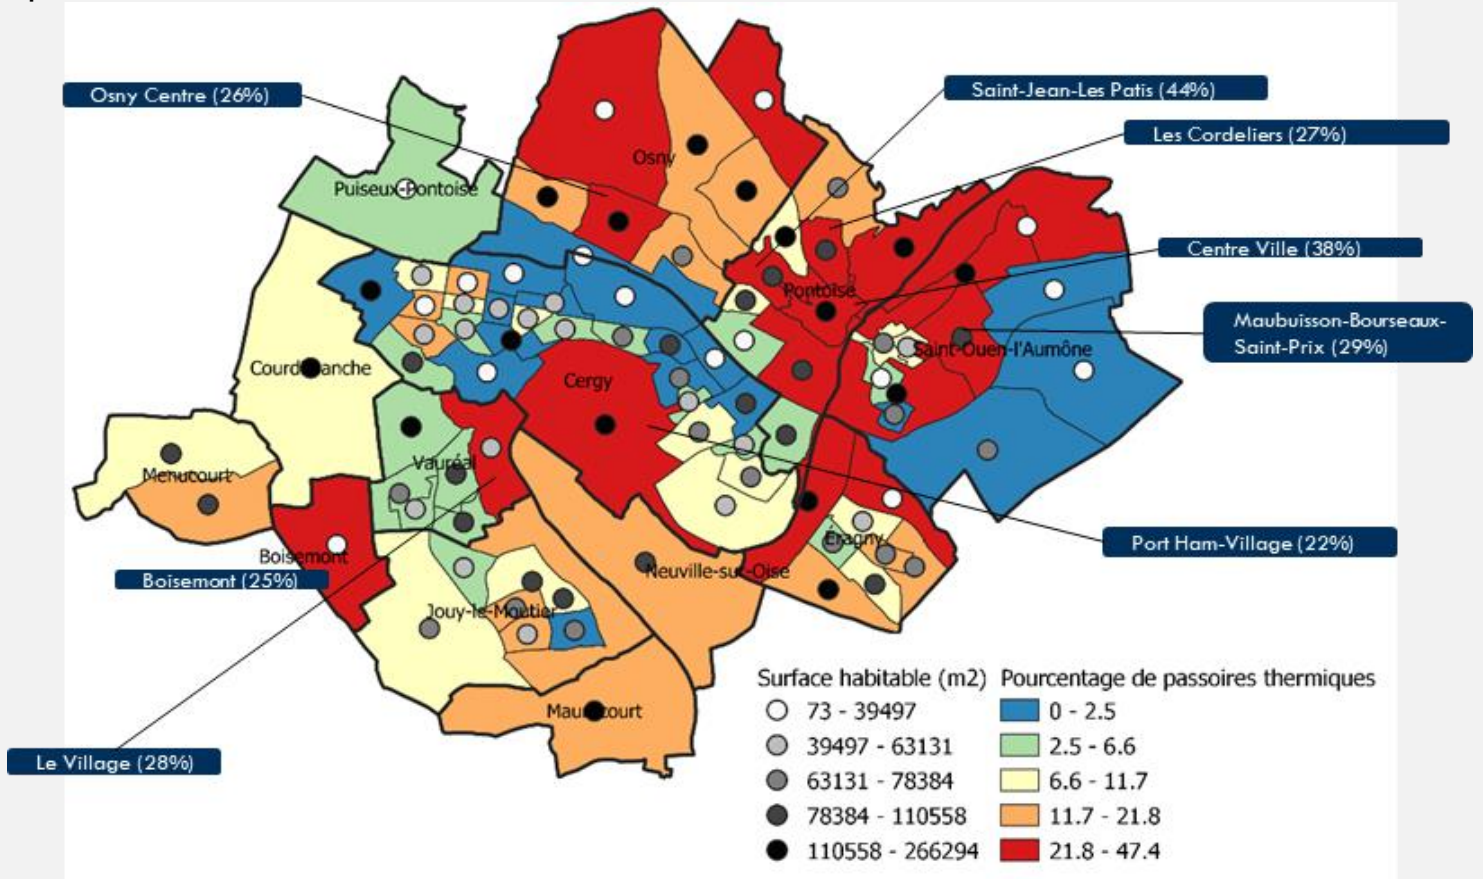 Osny Centre (26%)
Saint-Jean-Les Patis (44%)
Les Cordeliers (27%)
Osny
Puiseux-Pontoise
Centre Ville (38%)
Pontoise
Maubuisson-Bourseaux-
Saint-Prix (29%)
Saint-Ouen-l'Aumône
Courdimanche
Cergy
Vauréal
Menucourt
Éragny
Port Ham-Village (22%)
Boisemont
Neuville-sur-Oise
Boisemont (25%)
Jouy-le-Moutier
Maurecourt
Le Village (28%)
Surface habitable (m2)
73 - 39497
39497 - 63131
63131 - 78384
78384 - 110558
110558 - 266294
Pourcentage de passoires thermiques
0 - 2.5
2.5 - 6.6
6.6 - 11.7
11.7 - 21.8
21.8 - 47.4